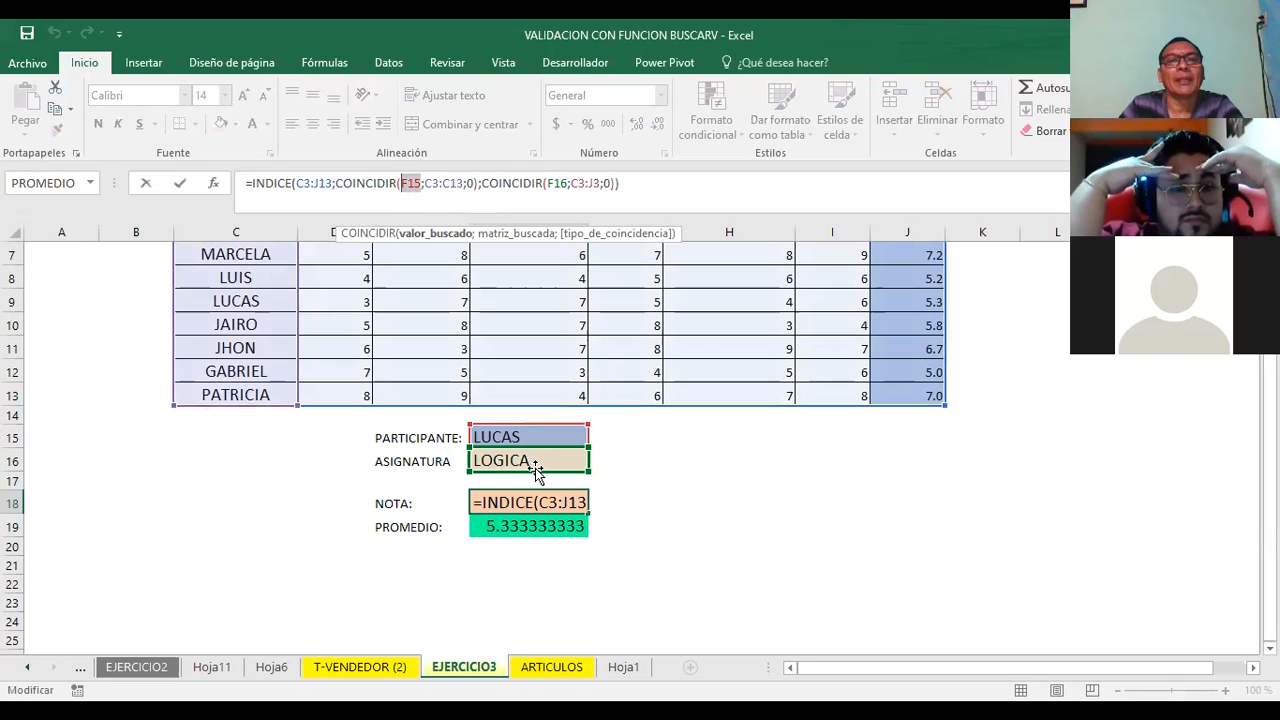 VALIDACION CON FUNCION BUSCARV - Excel
Archivo Inicio Insertar Diseño de página Fórmulas Datos Revisar Vista Desarrollador Power Pivot ¿Qué desea hacer?
Pegar
Calibri 14
N K S
Ajustar texto
Combinar y centrar
General
$ % 000
Formato condicional
Dar formato como tabla
Estilos de celda
Insertar
Eliminar
Formato
Autosu
Rellena
Borrar
Portapapeles Fuente Alineación Número Estilos Celdas
PROMEDIO =INDICE(C3:J13;COINCIDIR(F15;C3:C13;0);COINCIDIR(F16;C3:J3;0))
COINCIDIR(valor_buscado; matriz_buscada; [tipo_de_coincidencia])
A B C D H I J K L
7 MARCELA 5 8 6 7 8 9 7.2
8 LUIS 4 6 4 5 6 6 5.2
9 LUCAS 3 7 7 5 4 6 5.3
10 JAIRO 5 8 7 8 3 4 5.8
11 JHON 6 3 7 8 9 7 6.7
12 GABRIEL 7 5 3 4 5 6 5.0
13 PATRICIA 8 9 4 6 7 8 7.0
14
15 PARTICIPANTE: LUCAS
16 ASIGNATURA LOGICA
17
18 NOTA: =INDICE(C3:J13
19 PROMEDIO: 5.333333333
20
21
22
23
24
25
... EJERCICIO2 Hoja11 Hoja6 T-VENDEDOR (2) EJERCICIO3 ARTICULOS Hoja1
Modificar 100 %